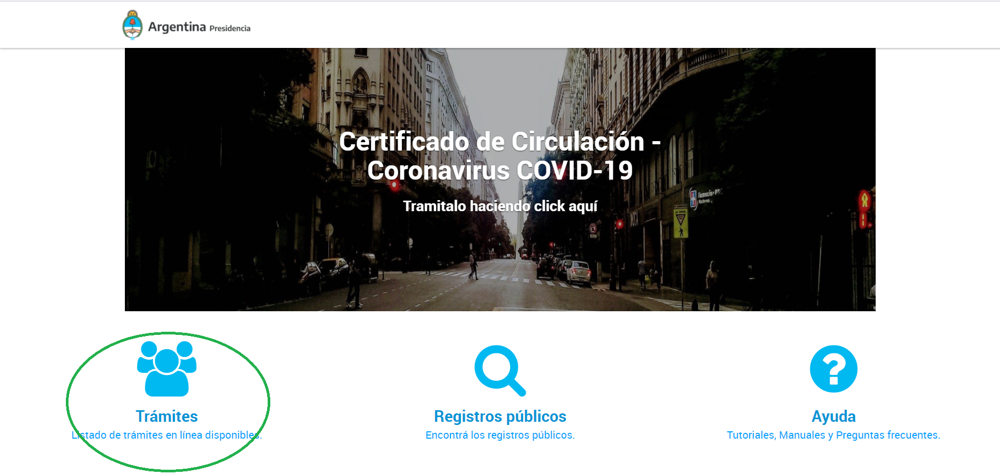 Argentina Presidencia
Certificado de Circulación -
Coronavirus COVID-19
Tramitalo haciendo click aquí
Trámites
Listado de trámites en línea disponibles.
Registros públicos
Encontrá los registros públicos.
Ayuda
Tutoriales, Manuales y Preguntas frecuentes.